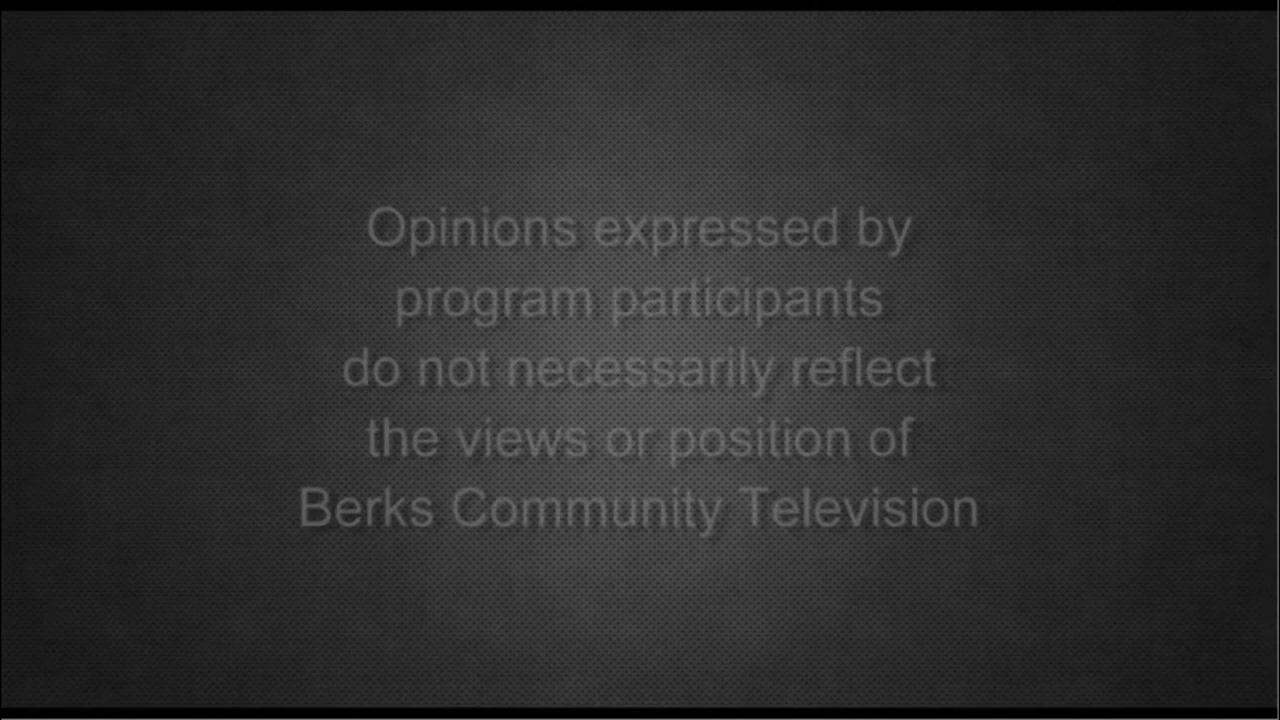 Opinions expressed by
program participants
do not necessarily reflect
the views or position of
Berks Community Television